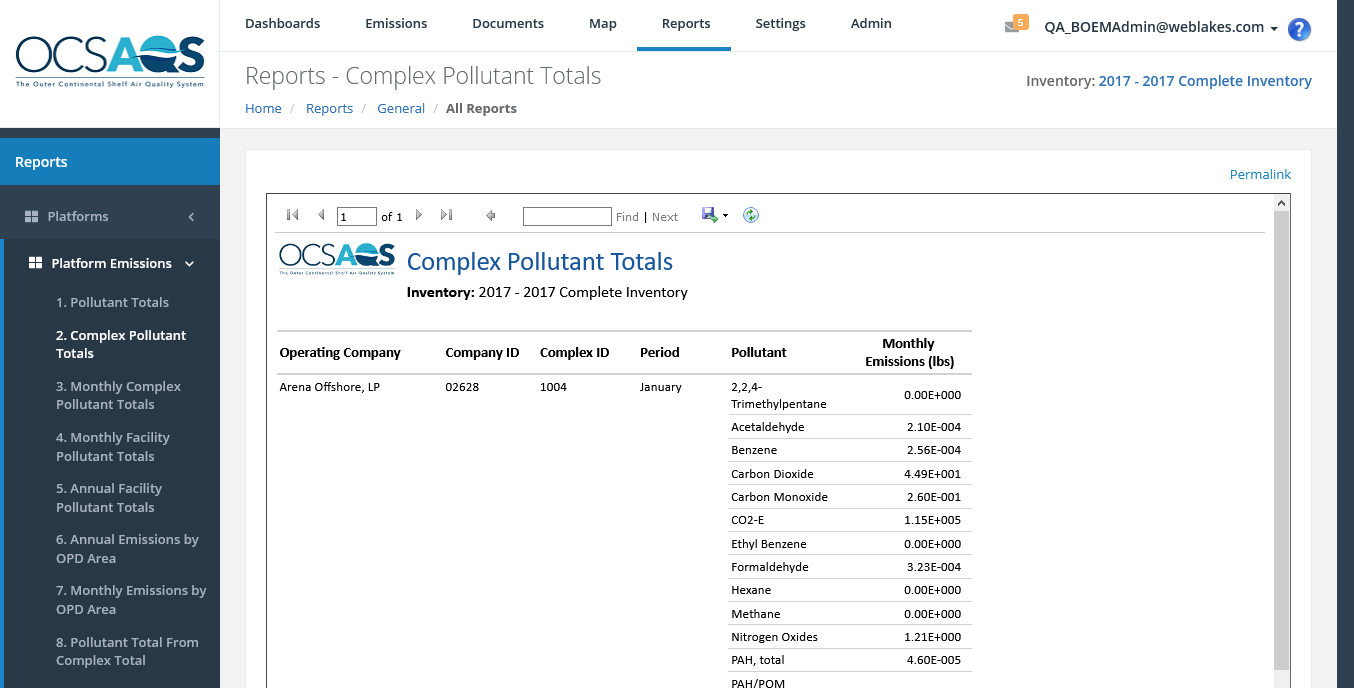 OCSAQS
The Outer Continental Shelf Air Quality System
Dashboards Emissions Documents Map Reports Settings Admin
5 QA_BOEMAdmin@weblakes.com ?
Reports - Complex Pollutant Totals
Inventory: 2017 - 2017 Complete Inventory
Home / Reports / General / All Reports
Reports
Platforms
Platform Emissions
1. Pollutant Totals
2. Complex Pollutant
Totals
3. Monthly Complex
Pollutant Totals
4. Monthly Facility
Pollutant Totals
5. Annual Facility
Pollutant Totals
6. Annual Emissions by
OPD Area
7. Monthly Emissions by
OPD Area
8. Pollutant Total From
Complex Total
Permalink
1 of 1 Find | Next
OCSAQS
The Outer Continental Shelf Air Quality System
Complex Pollutant Totals
Inventory: 2017 - 2017 Complete Inventory
Operating Company Company ID Complex ID Period Pollutant Monthly
Emissions (lbs)
Arena Offshore, LP 02628 1004 January 2,2,4-
Trimethylpentane 0.00E+000
Acetaldehyde 2.10E-004
Benzene 2.56E-004
Carbon Dioxide 4.49E+001
Carbon Monoxide 2.60E-001
CO2-E 1.15E+005
Ethyl Benzene 0.00E+000
Formaldehyde 3.23E-004
Hexane 0.00E+000
Methane 0.00E+000
Nitrogen Oxides 1.21E+000
PAH, total 4.60E-005
PAH/POM